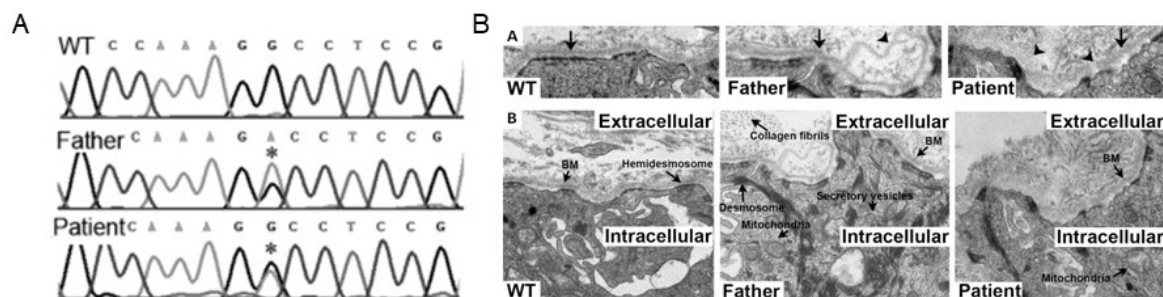 A
WT C C A A A G G C C T C C G
Father C A A A G A C C T C C G
*
Patient C A A A G G C C T C C G
*
B
A
WT
Father
Patient
B
Extracellular
BM
Hemidesmosome
Intracellular
WT
Extracellular
Collagen fibrils
BM
Secretory vesicles
Desmosome
Mitochondria
Intracellular
Father
Extracellular
BM
Intracellular
Mitochondria
Patient